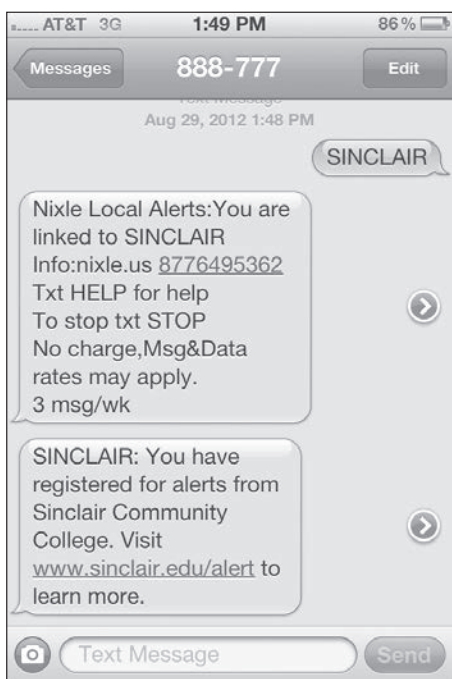 AT&T 3G 1:49 PM 86%
Messages 888-777 Edit
Text Message
Aug 29, 2012 1:48 PM
SINCLAIR
Nixle Local Alerts:You are
linked to SINCLAIR
Info:nixle.us 8776495362
Txt HELP for help
To stop txt STOP
No charge,Msg&Data
rates may apply.
3 msg/wk
SINCLAIR: You have
registered for alerts from
Sinclair Community
College. Visit
www.sinclair.edu/alert to
learn more.
Text Message Send